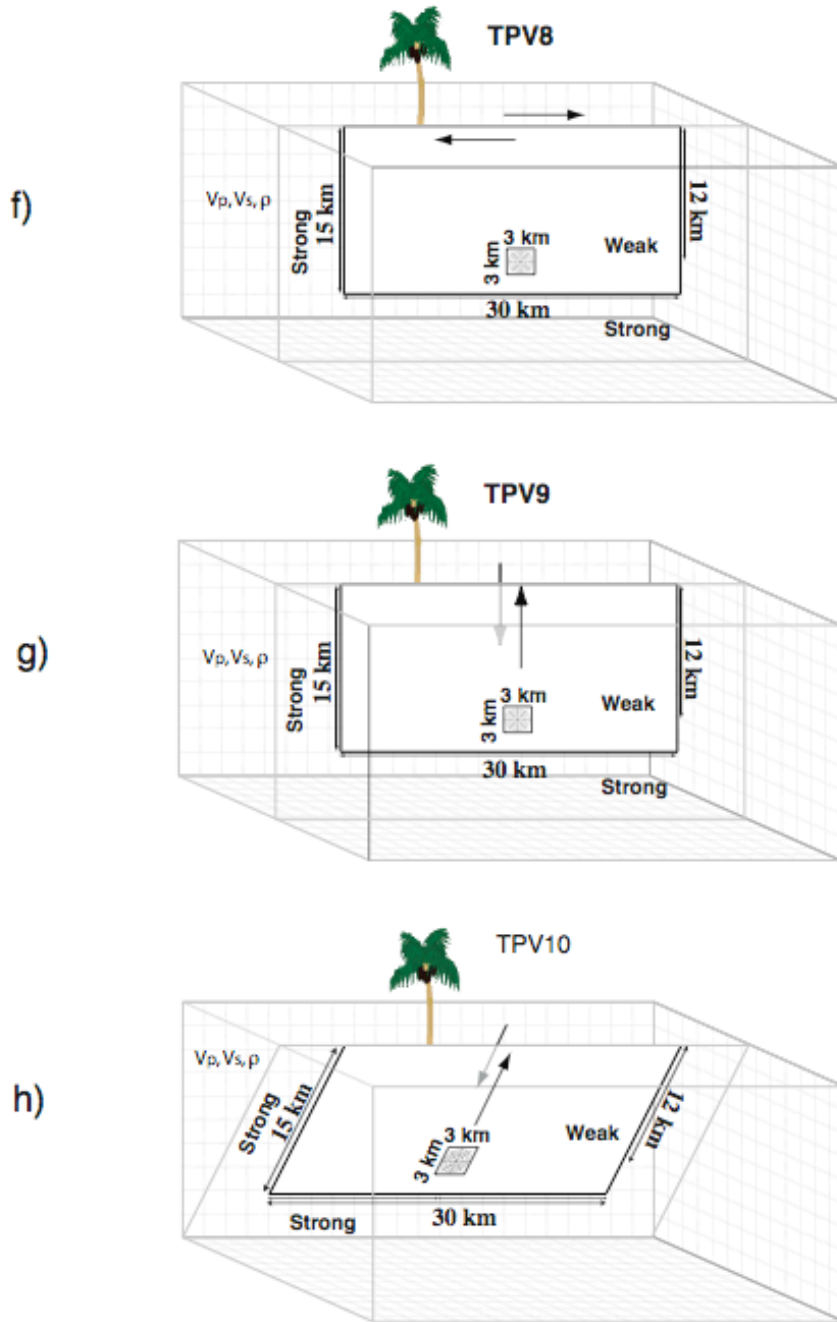 TPV8
f)
Vp, Vs, ρ
Strong
15 km
12 km
3 km
3 km
Weak
30 km
Strong
TPV9
g)
Vp, Vs, ρ
Strong
15 km
12 km
3 km
3 km
Weak
30 km
Strong
TPV10
h)
Vp, Vs, ρ
Strong
15 km
12 km
3 km
3 km
Weak
30 km
Strong